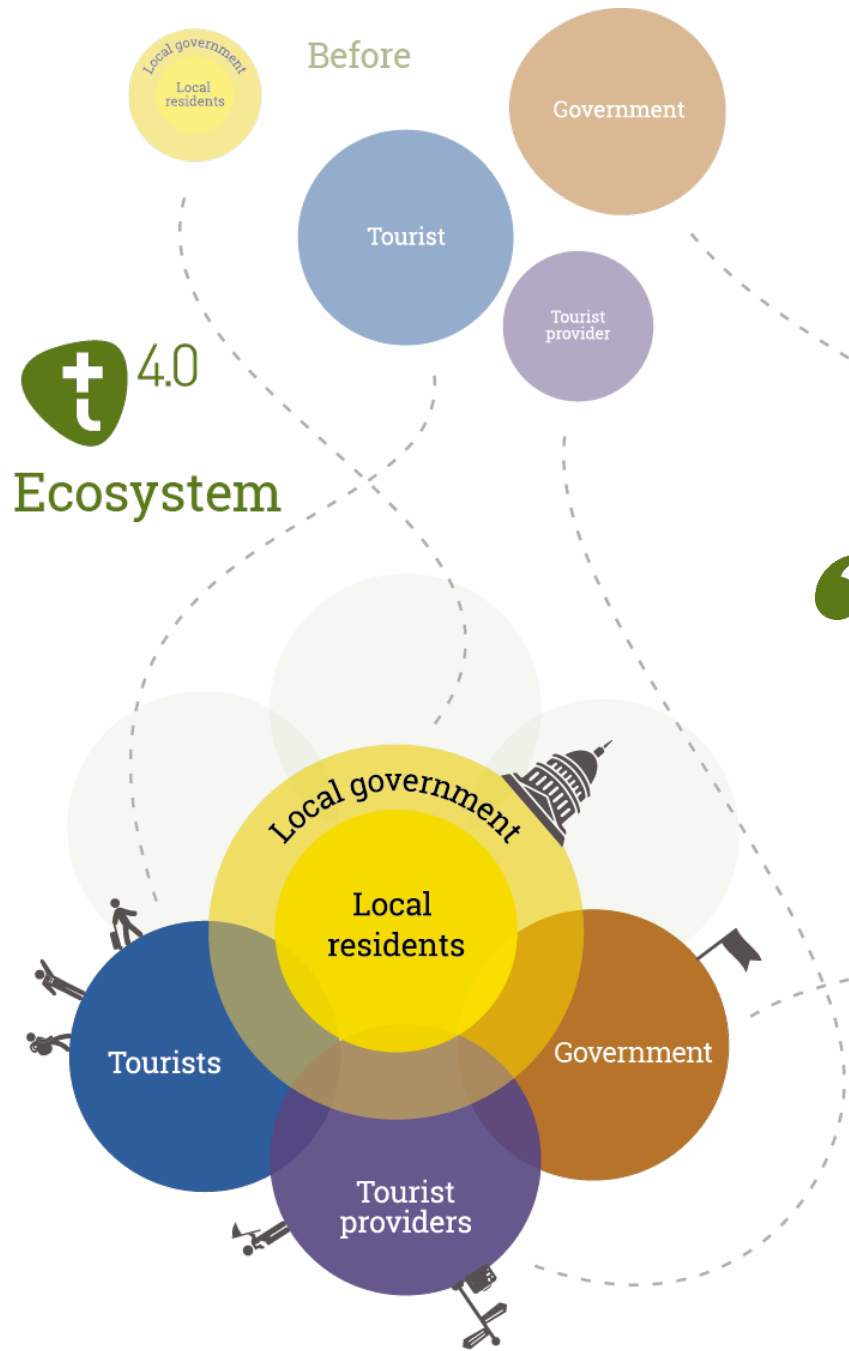 Before
Local government
Local
residents
Government
Tourist
Tourist
provider
t 4.0
Ecosystem
Local government
Local
residents
Tourists
Government
Tourist
providers